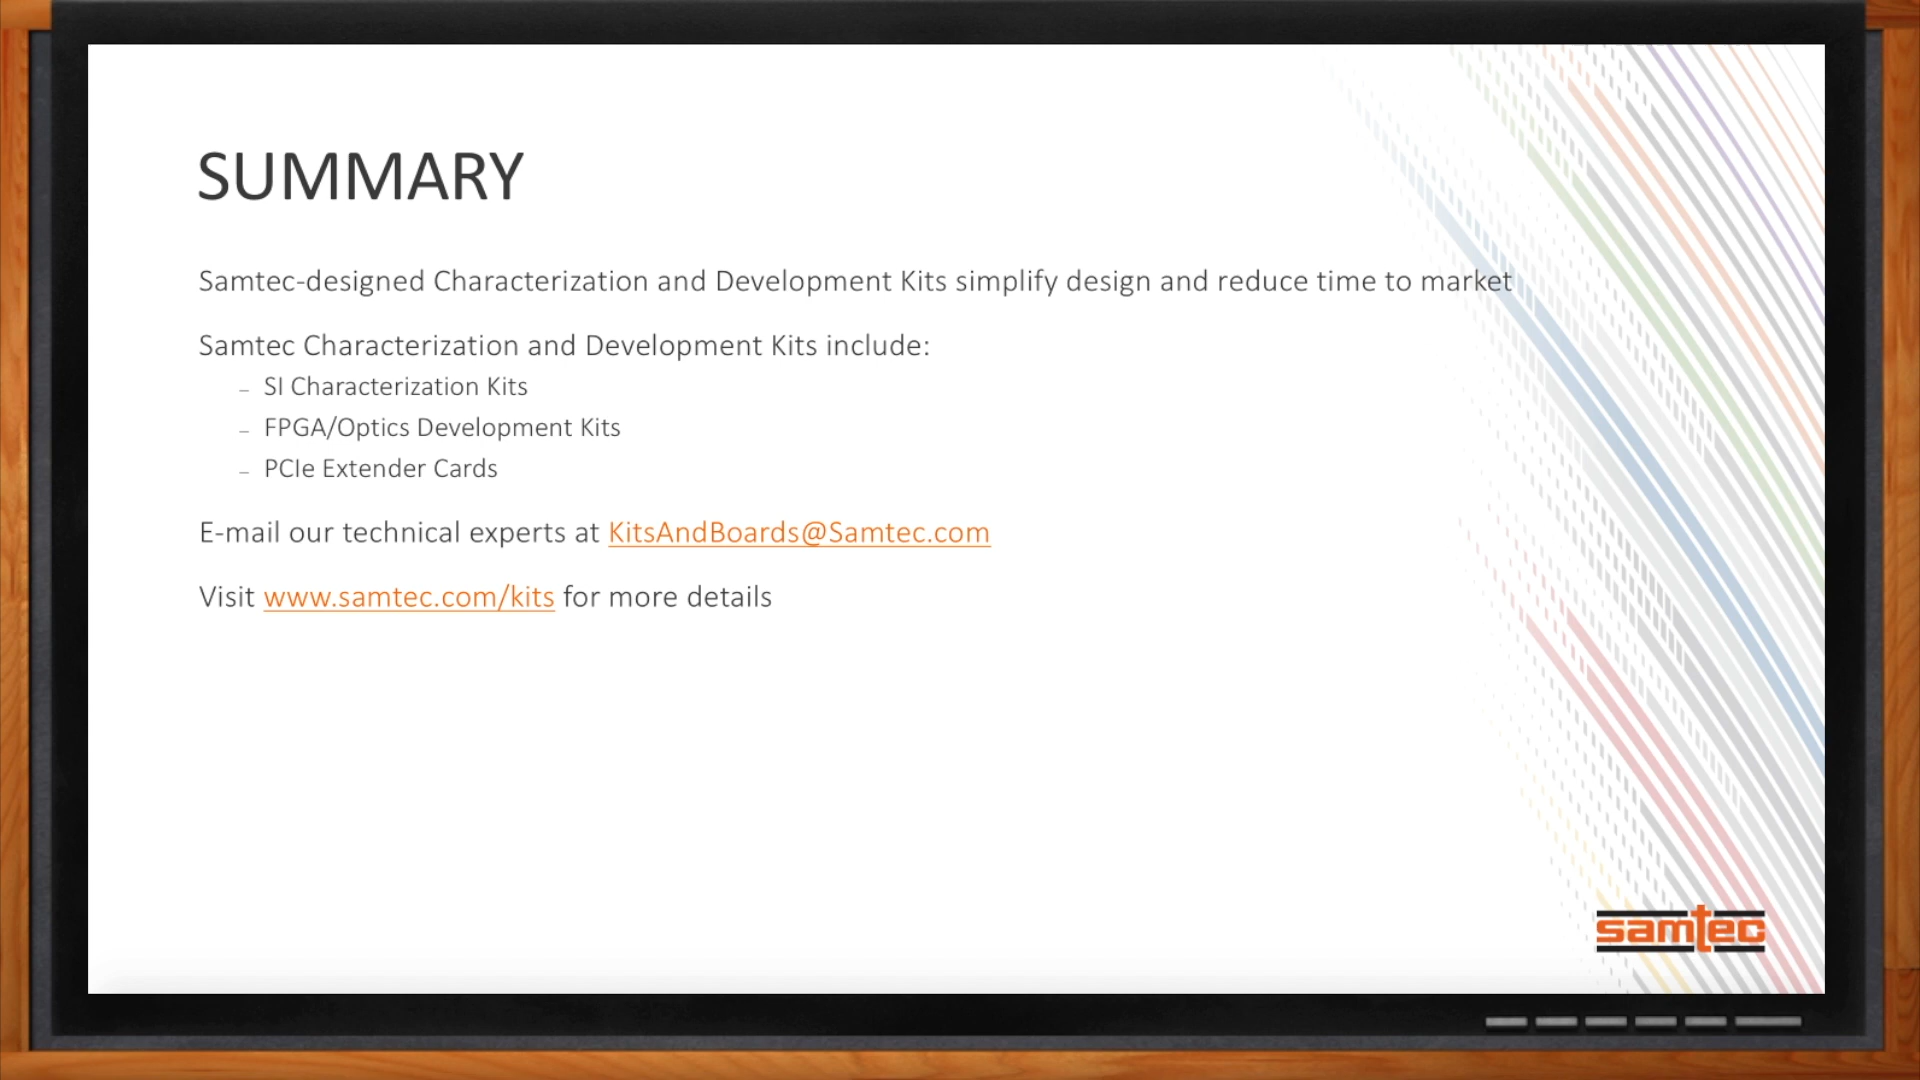 SUMMARY
Samtec-designed Characterization and Development Kits simplify design and reduce time to market
Samtec Characterization and Development Kits include:
– SI Characterization Kits
– FPGA/Optics Development Kits
– PCIe Extender Cards
E-mail our technical experts at KitsAndBoards@Samtec.com
Visit www.samtec.com/kits for more details
samtec